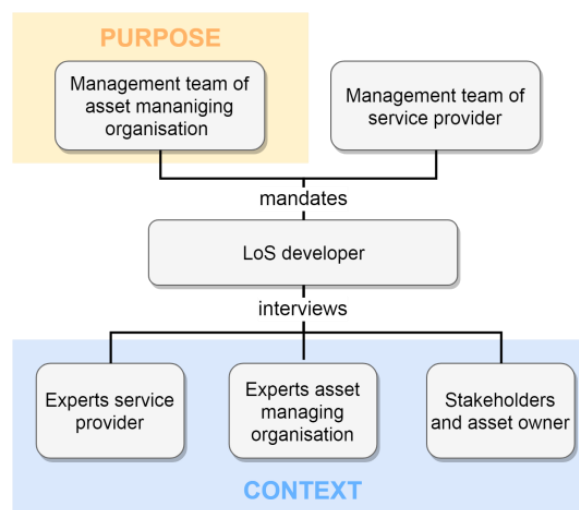 PURPOSE
Management team of
asset mananiging
organisation
Management team of
service provider
mandates
LoS developer
interviews
Experts service
provider
Experts asset
managing
organisation
Stakeholders
and asset owner
CONTEXT